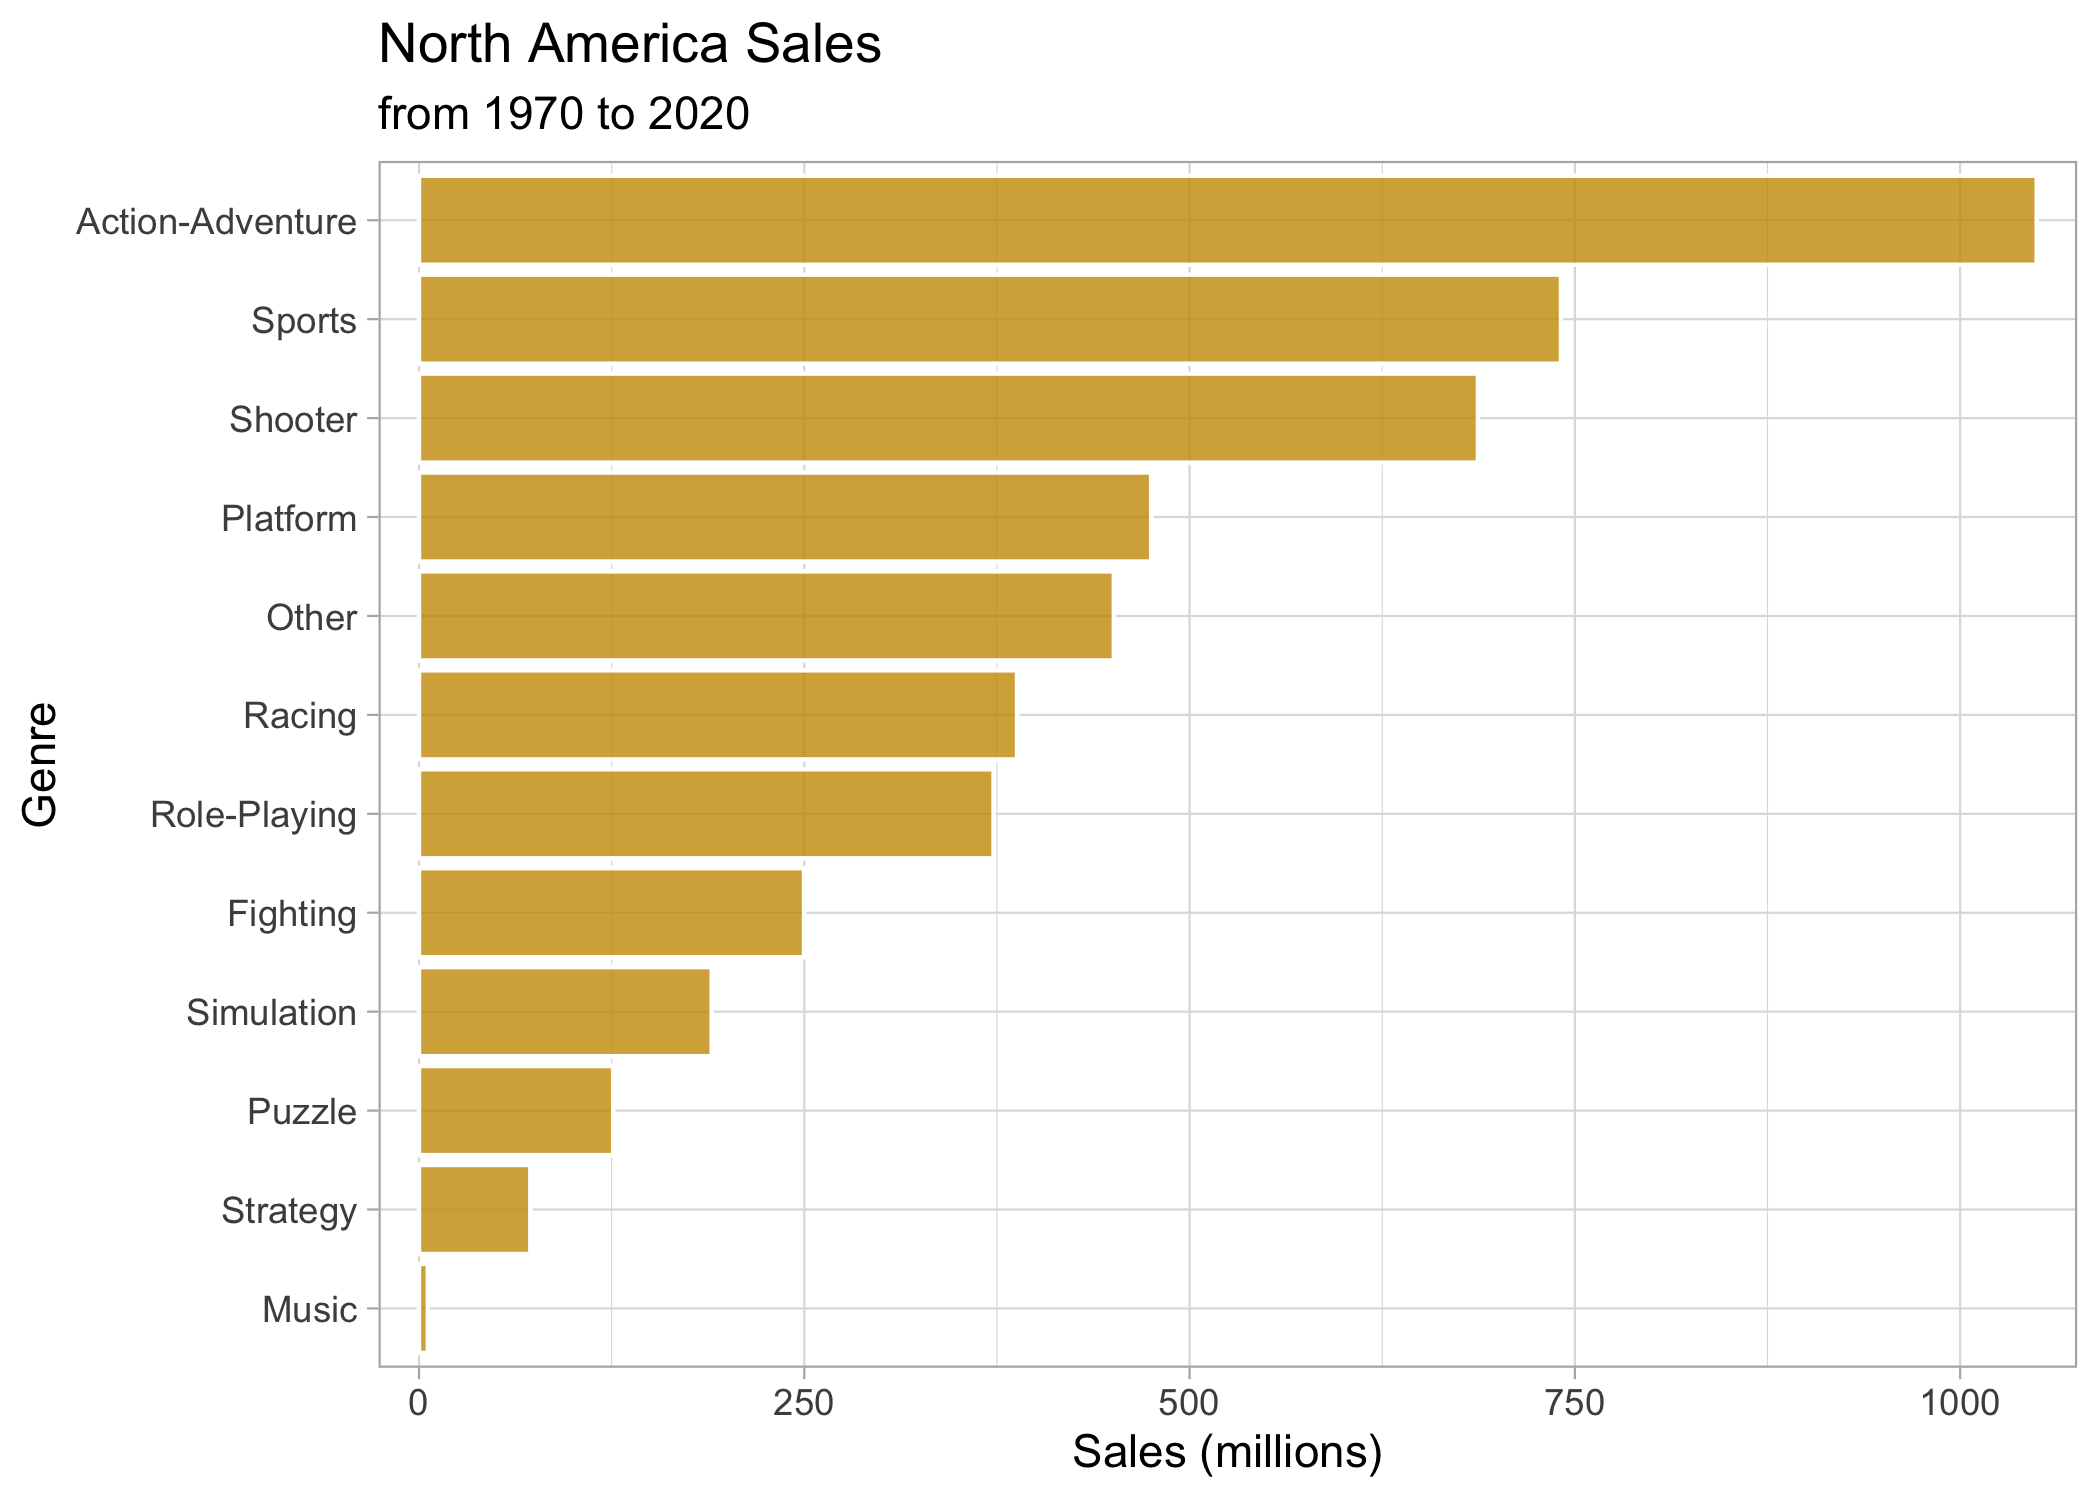 North America Sales
from 1970 to 2020
Action-Adventure
Sports
Shooter
Platform
Other
Racing
Role-Playing
Fighting
Simulation
Puzzle
Strategy
Music
Genre
0 250 500 750 1000
Sales (millions)